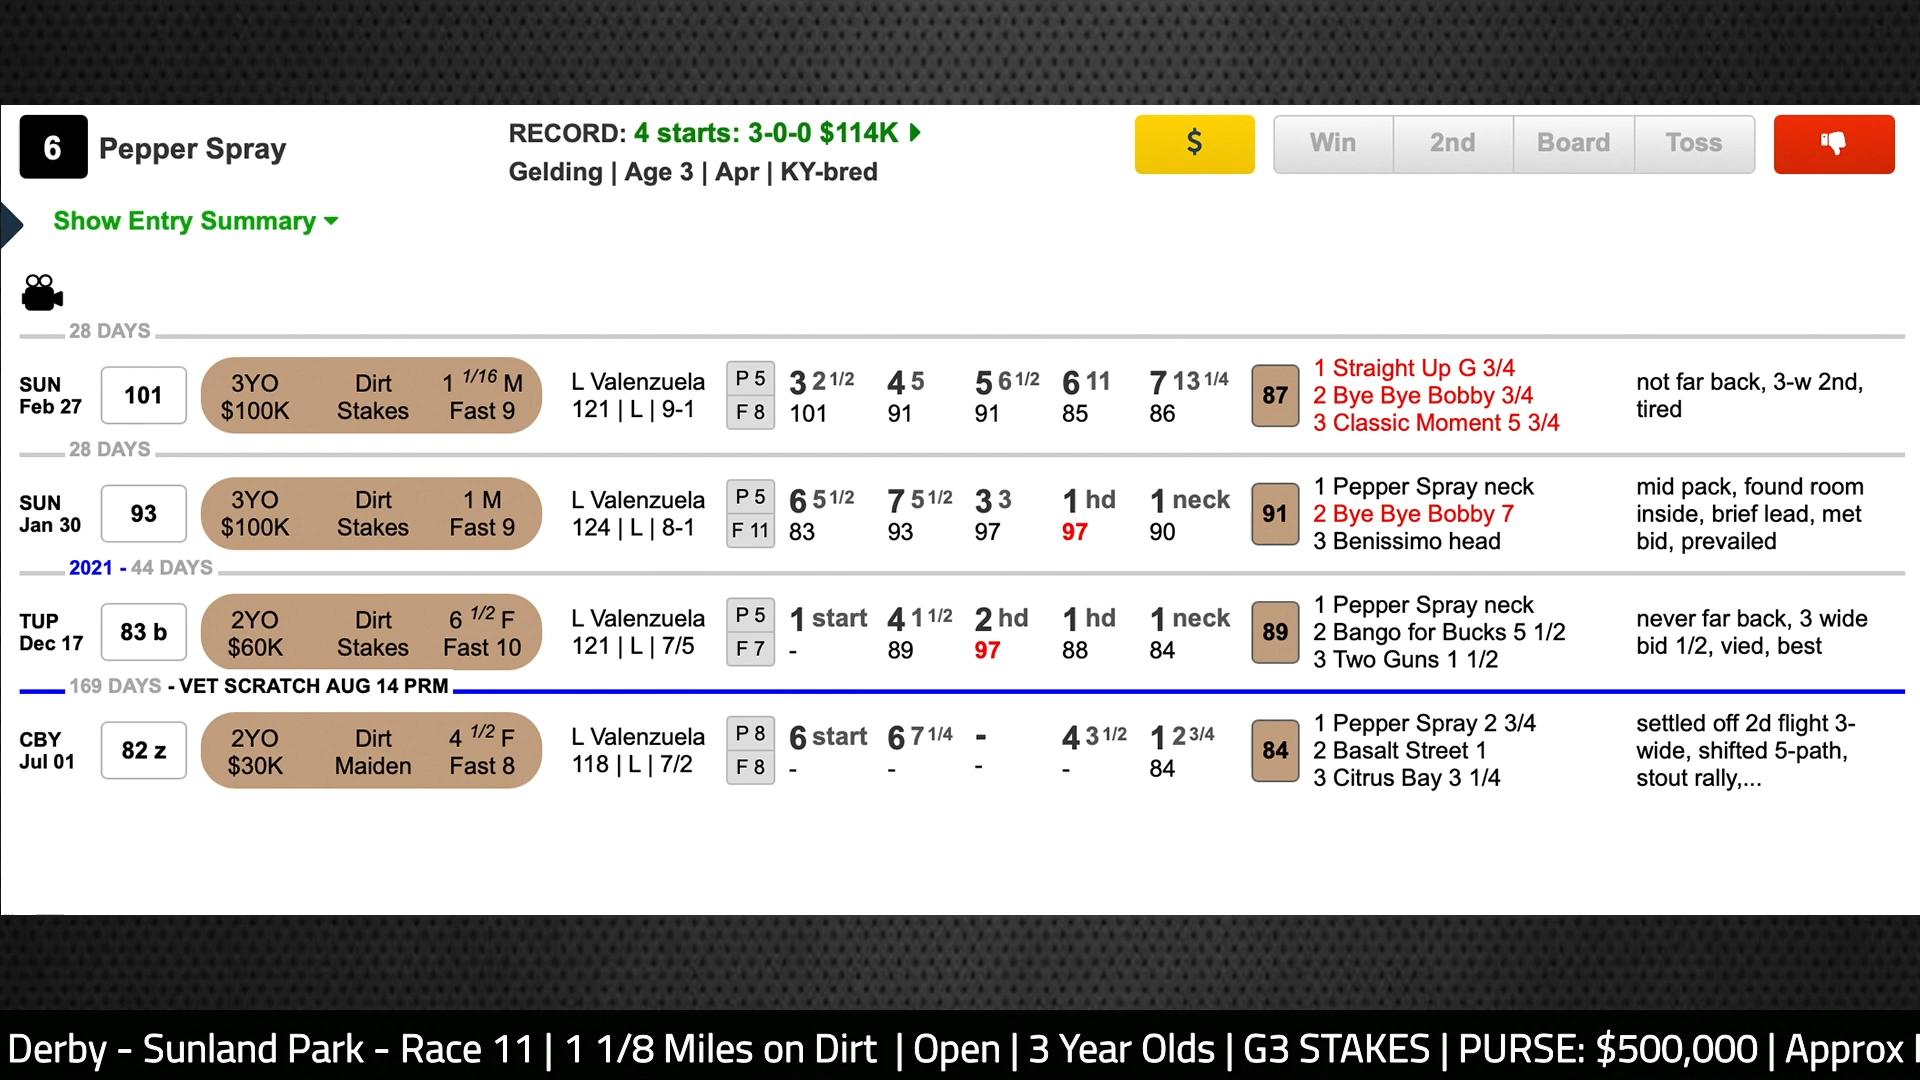 6 Pepper Spray
RECORD: 4 starts: 3-0-0 $114K
Gelding | Age 3 | Apr | KY-bred
$ Win 2nd Board Toss
Show Entry Summary
28 DAYS
SUN
Feb 27
101
3YO Dirt 1 1/16 M
$100K Stakes Fast 9
L Valenzuela
121 | L | 9-1
P 5
F 8
3 2 1/2 4 5 5 6 1/2 6 11 7 13 1/4
101 91 91 85 86
87
1 Straight Up G 3/4
2 Bye Bye Bobby 3/4
3 Classic Moment 5 3/4
not far back, 3-w 2nd,
tired
28 DAYS
SUN
Jan 30
93
3YO Dirt 1 M
$100K Stakes Fast 9
L Valenzuela
124 | L | 8-1
P 5
F 11
6 5 1/2 7 5 1/2 3 3 1 hd 1 neck
83 93 97 97 90
91
1 Pepper Spray neck
2 Bye Bye Bobby 7
3 Benissimo head
mid pack, found room
inside, brief lead, met
bid, prevailed
2021 - 44 DAYS
TUP
Dec 17
83 b
2YO Dirt 6 1/2 F
$60K Stakes Fast 10
L Valenzuela
121 | L | 7/5
P 5
F 7
1 start 4 1 1/2 2 hd 1 hd 1 neck
- 89 97 88 84
89
1 Pepper Spray neck
2 Bango for Bucks 5 1/2
3 Two Guns 1 1/2
never far back, 3 wide
bid 1/2, vied, best
169 DAYS - VET SCRATCH AUG 14 PRM
CBY
Jul 01
82 z
2YO Dirt 4 1/2 F
$30K Maiden Fast 8
L Valenzuela
118 | L | 7/2
P 8
F 8
6 start 6 7 1/4 - 4 3 1/2 1 2 3/4
- - - - 84
84
1 Pepper Spray 2 3/4
2 Basalt Street 1
3 Citrus Bay 3 1/4
settled off 2d flight 3-
wide, shifted 5-path,
stout rally,...
Derby - Sunland Park - Race 11 | 1 1/8 Miles on Dirt | Open | 3 Year Olds | G3 STAKES | PURSE: $500,000 | Approx